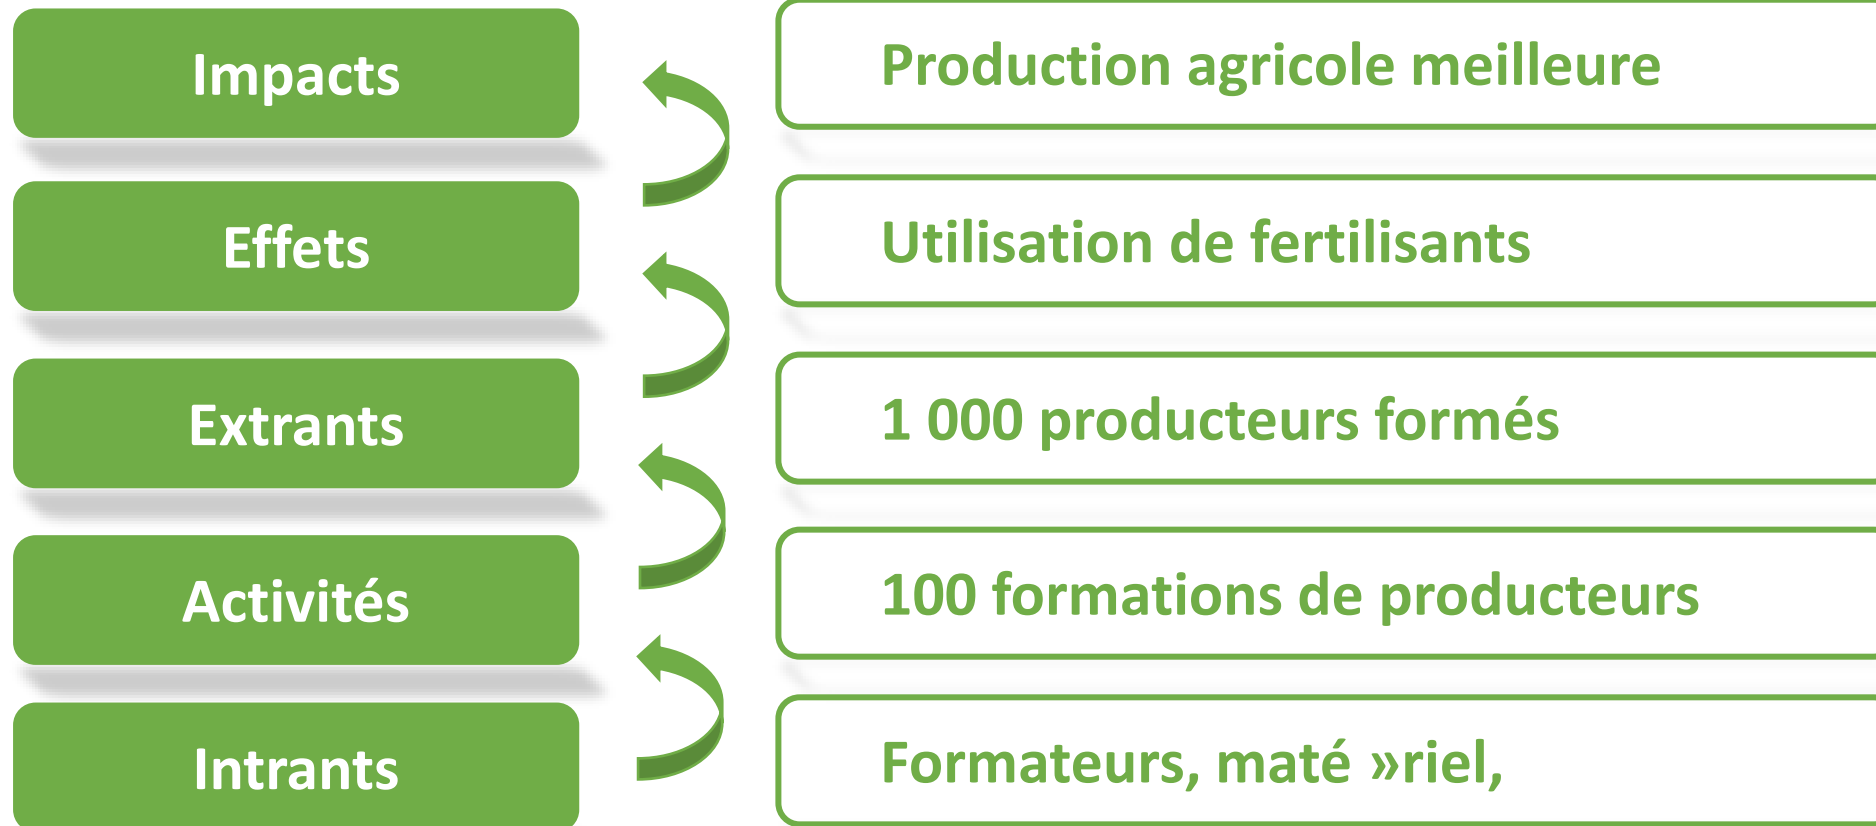 Impacts
Production agricole meilleure
Effets
Utilisation de fertilisants
Extrants
1 000 producteurs formés
Activités
100 formations de producteurs
Intrants
Formateurs, maté »riel,